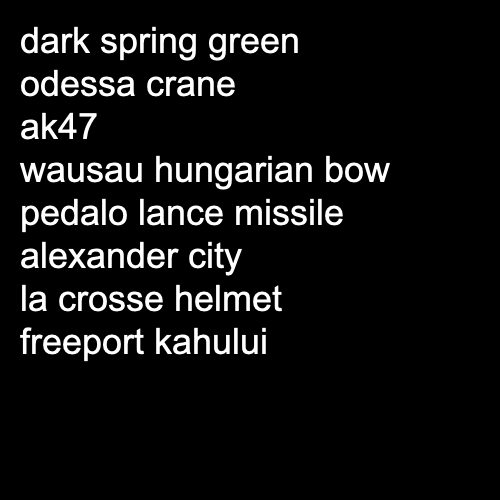 dark spring green
odessa crane
ak47
wausau hungarian bow
pedalo lance missile
alexander city
la crosse helmet
freeport kahului